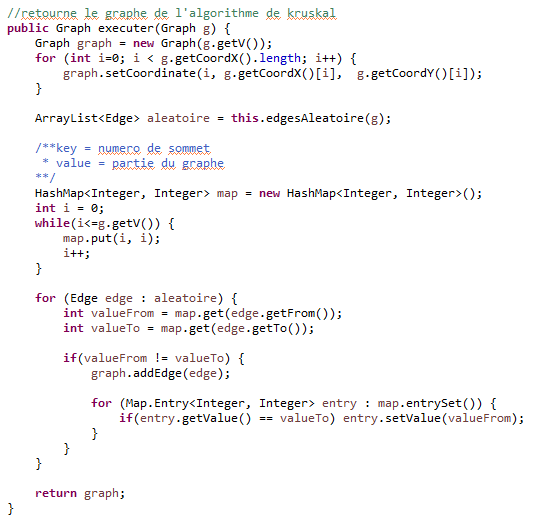 //retourne le graphe de l'algorithme de kruskal
public Graph executer(Graph g) {
    Graph graph = new Graph(g.getV());
    for (int i=0; i < g.getCoordX().length; i++) {
        graph.setCoordinate(i, g.getCoordX()[i],  g.getCoordY()[i]);
    }

    ArrayList<Edge> aleatoire = this.edgesAleatoire(g);

    /**key = numero de sommet
     * value = partie du graphe
    **/
    HashMap<Integer, Integer> map = new HashMap<Integer, Integer>();
    int i = 0;
    while(i<=g.getV()) {
        map.put(i, i);
        i++;
    }

    for (Edge edge : aleatoire) {
        int valueFrom = map.get(edge.getFrom());
        int valueTo = map.get(edge.getTo());

        if(valueFrom != valueTo) {
            graph.addEdge(edge);

            for (Map.Entry<Integer, Integer> entry : map.entrySet()) {
                if(entry.getValue() == valueTo) entry.setValue(valueFrom);
            }
        }
    }

    return graph;
}